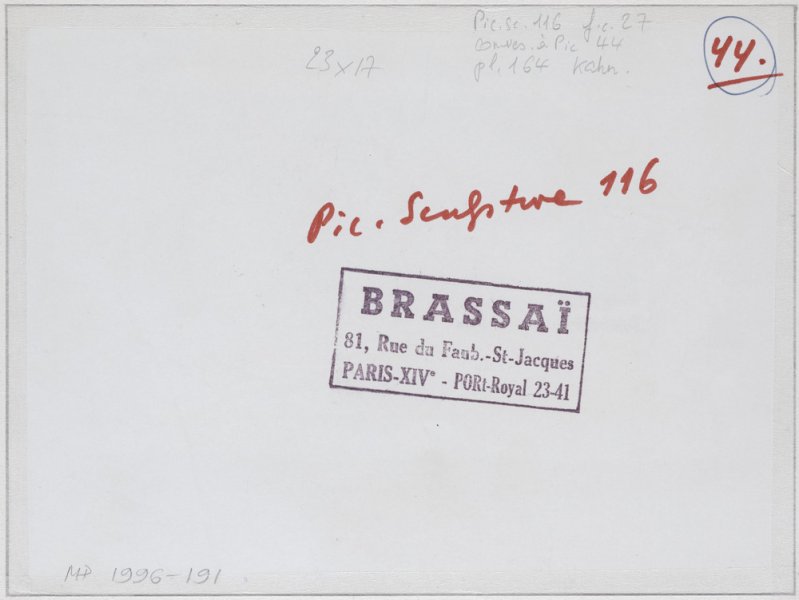 Pic.sc. 116 f.c. 27
conves. à Pic 44
pl. 164 Kahn.
23x17
44.
Pic. Sculpture 116
BRASSAÏ
81, Rue du Faub.-St-Jacques
PARIS-XIVe - PORt-Royal 23-41
MP 1996-191